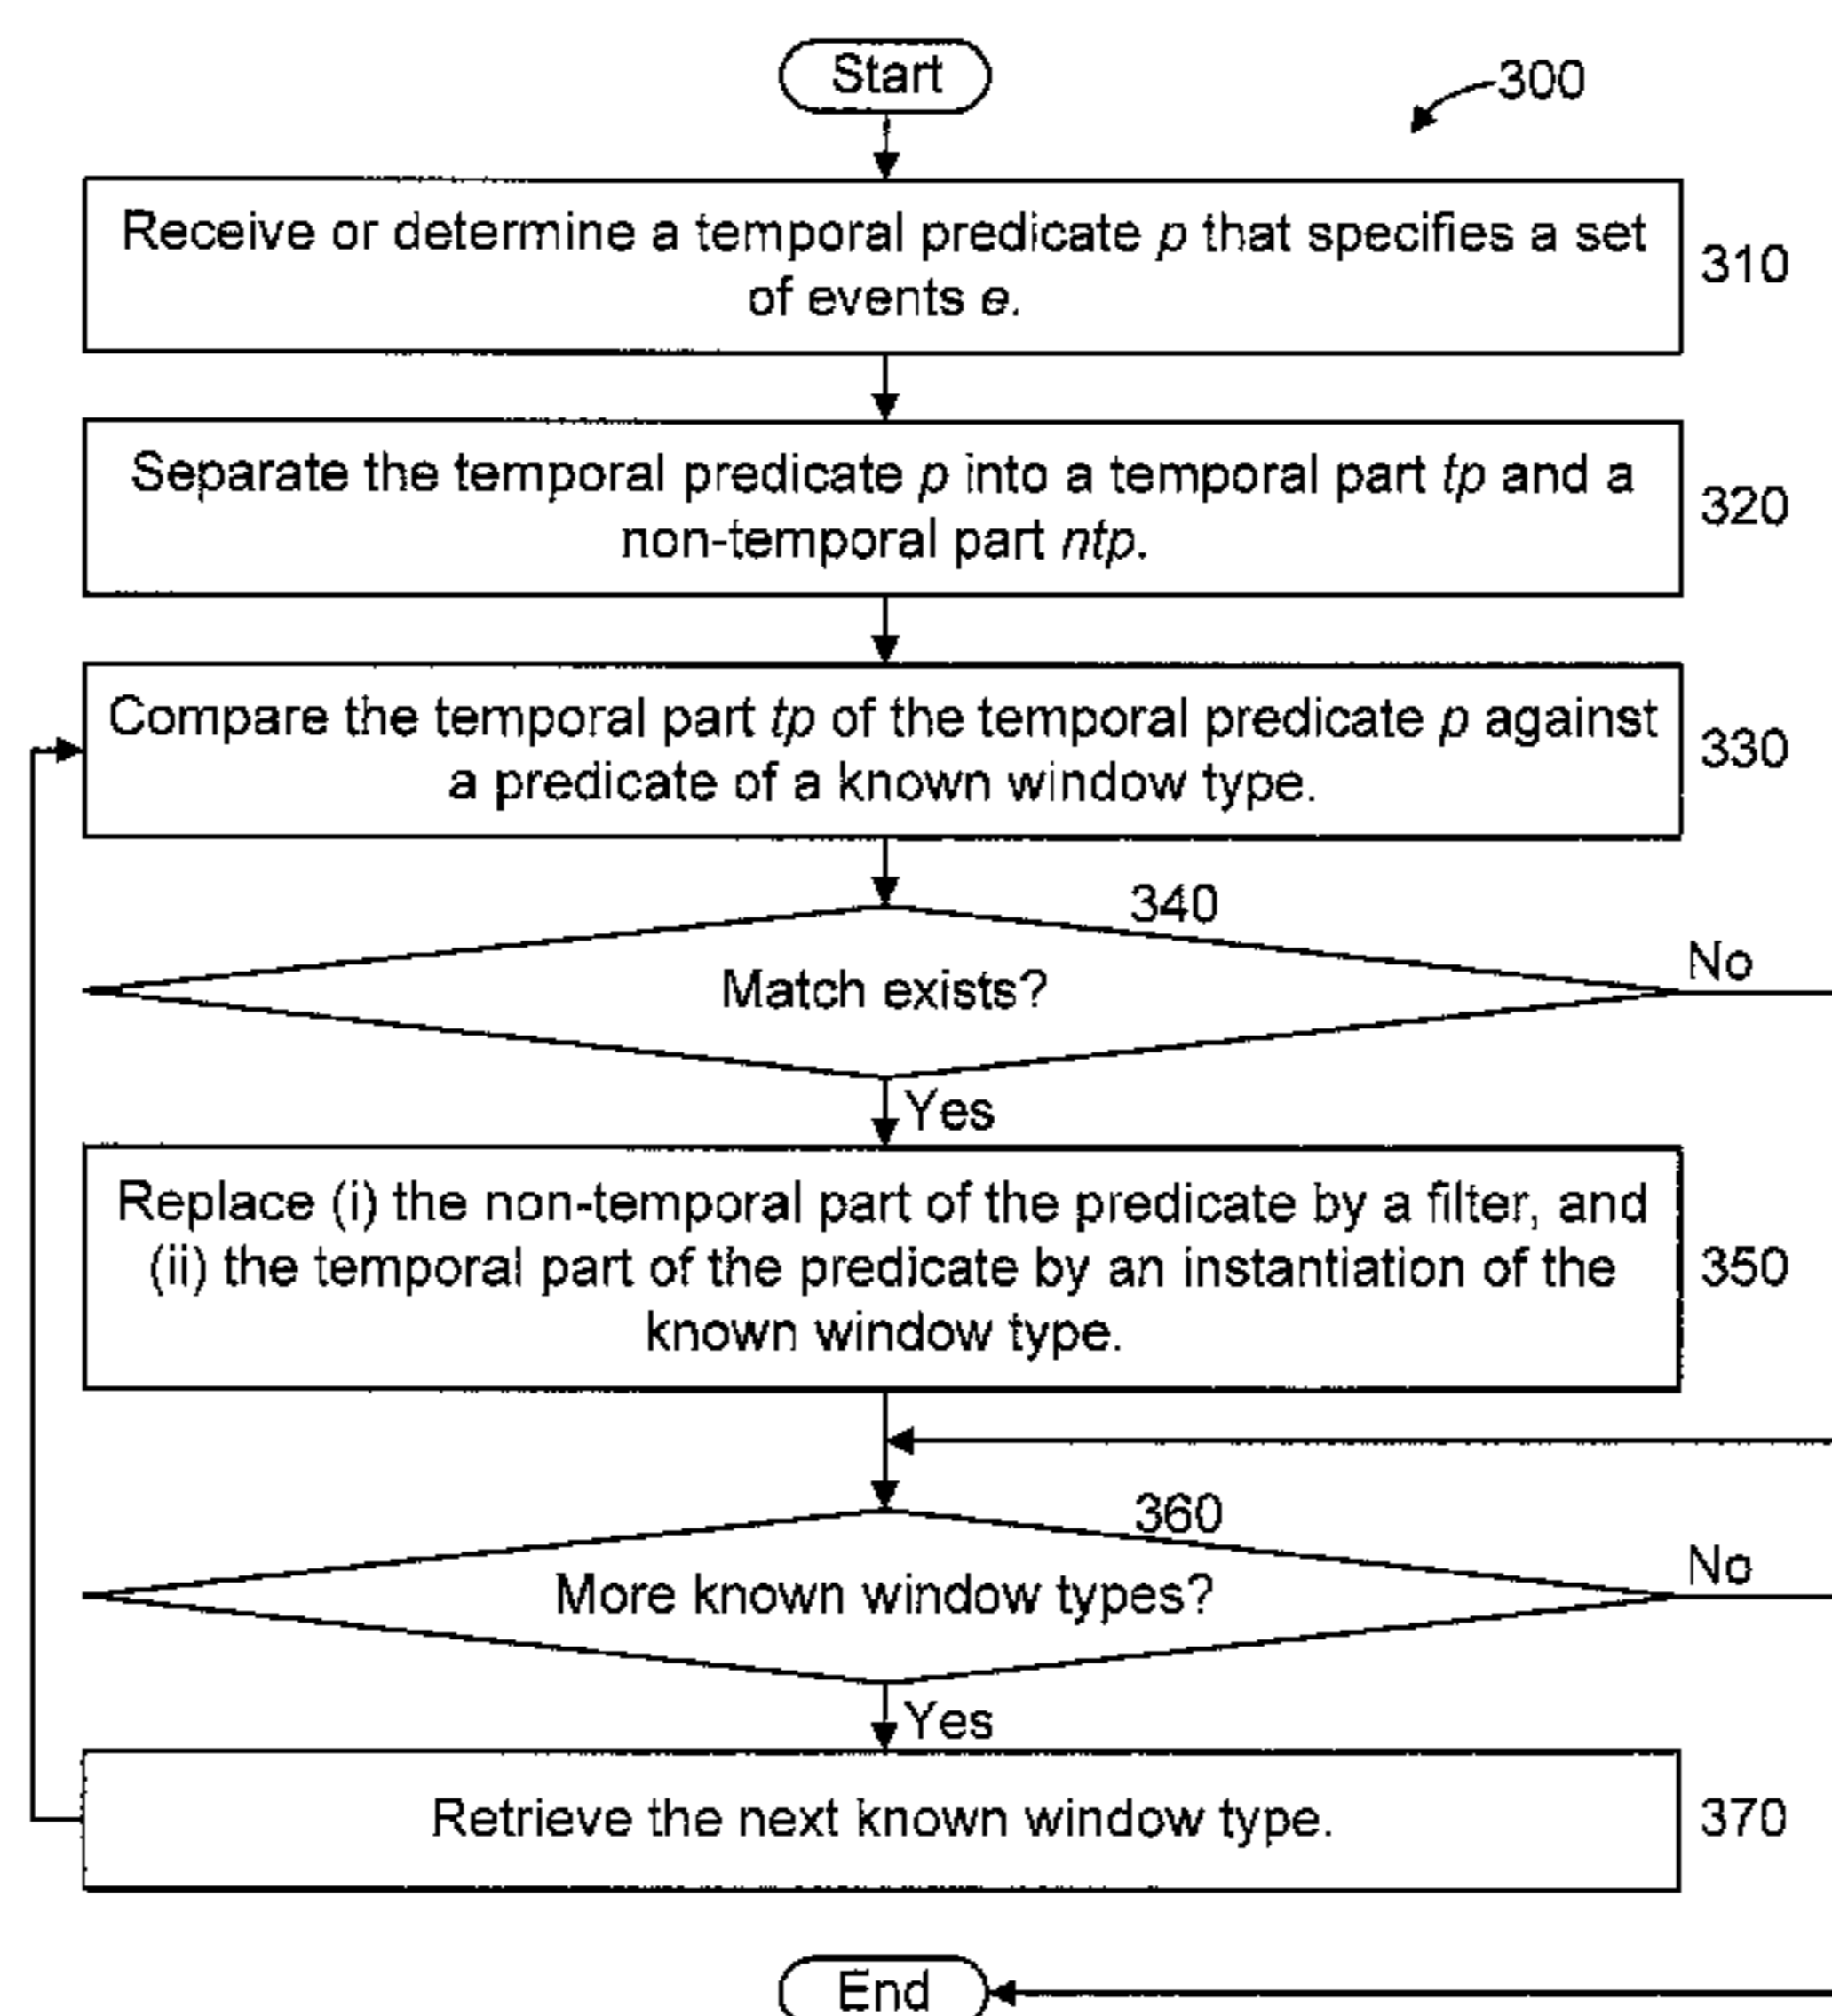 Start
300
Receive or determine a temporal predicate p that specifies a set
of events e.
310
Separate the temporal predicate p into a temporal part tp and a
non-temporal part ntp.
320
Compare the temporal part tp of the temporal predicate p against
a predicate of a known window type.
330
340
Match exists?
No
Yes
Replace (i) the non-temporal part of the predicate by a filter, and
(ii) the temporal part of the predicate by an instantiation of the
known window type.
350
360
More known window types?
No
Yes
Retrieve the next known window type.
370
End